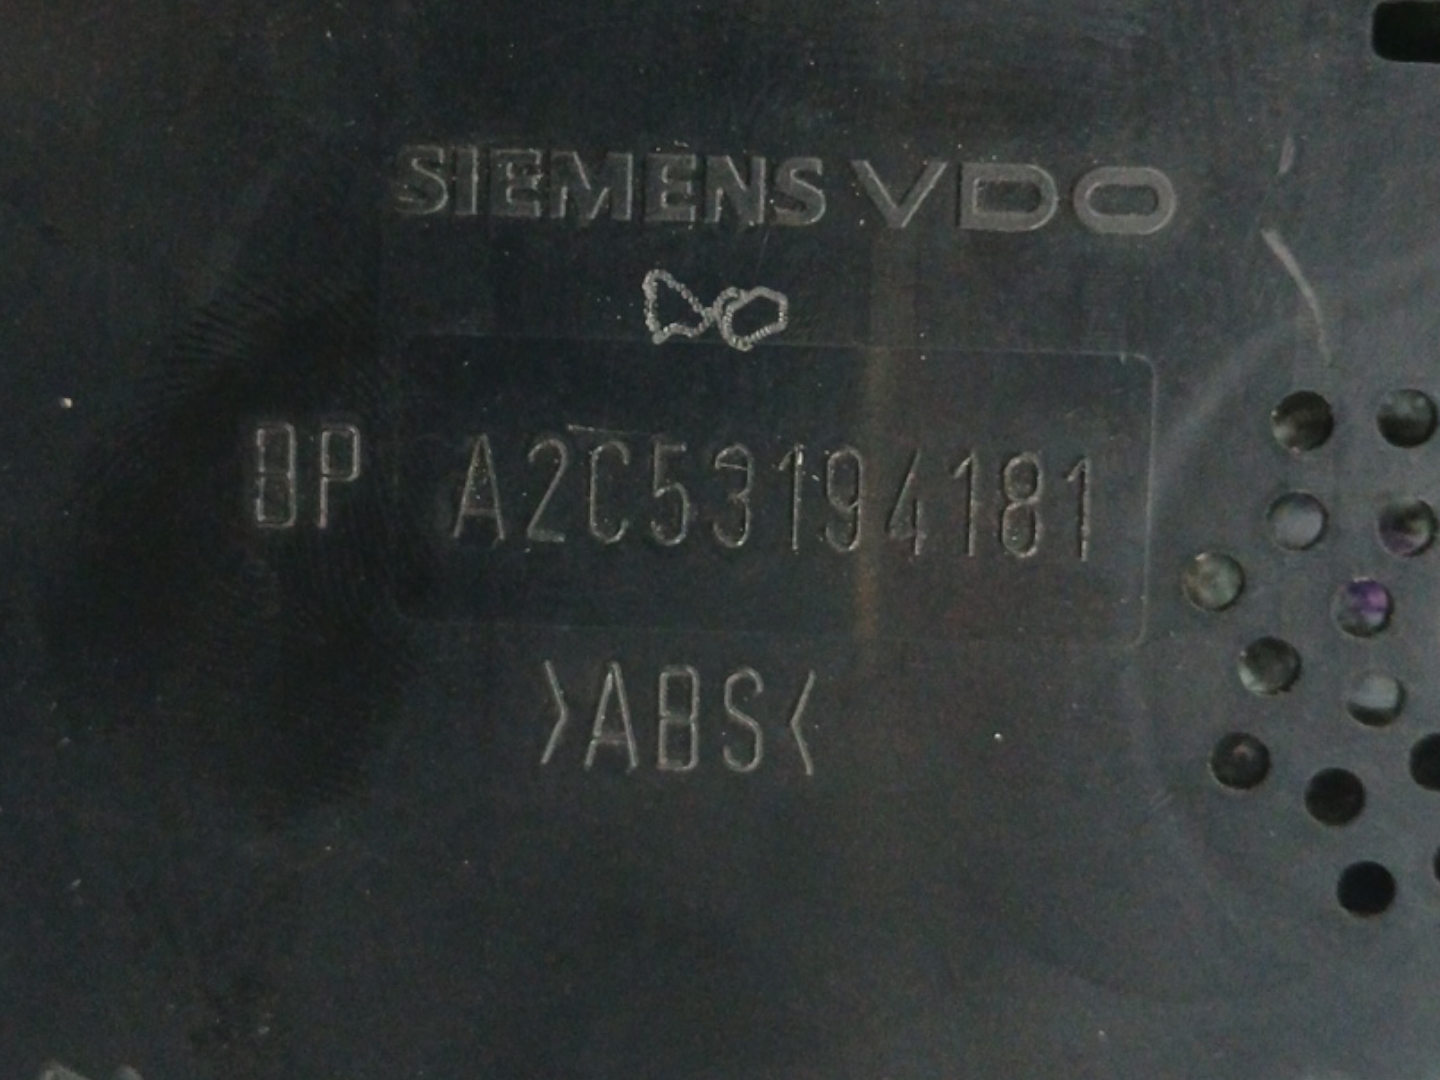 SIEMENS VDO
BP A2C53194181
>ABS<